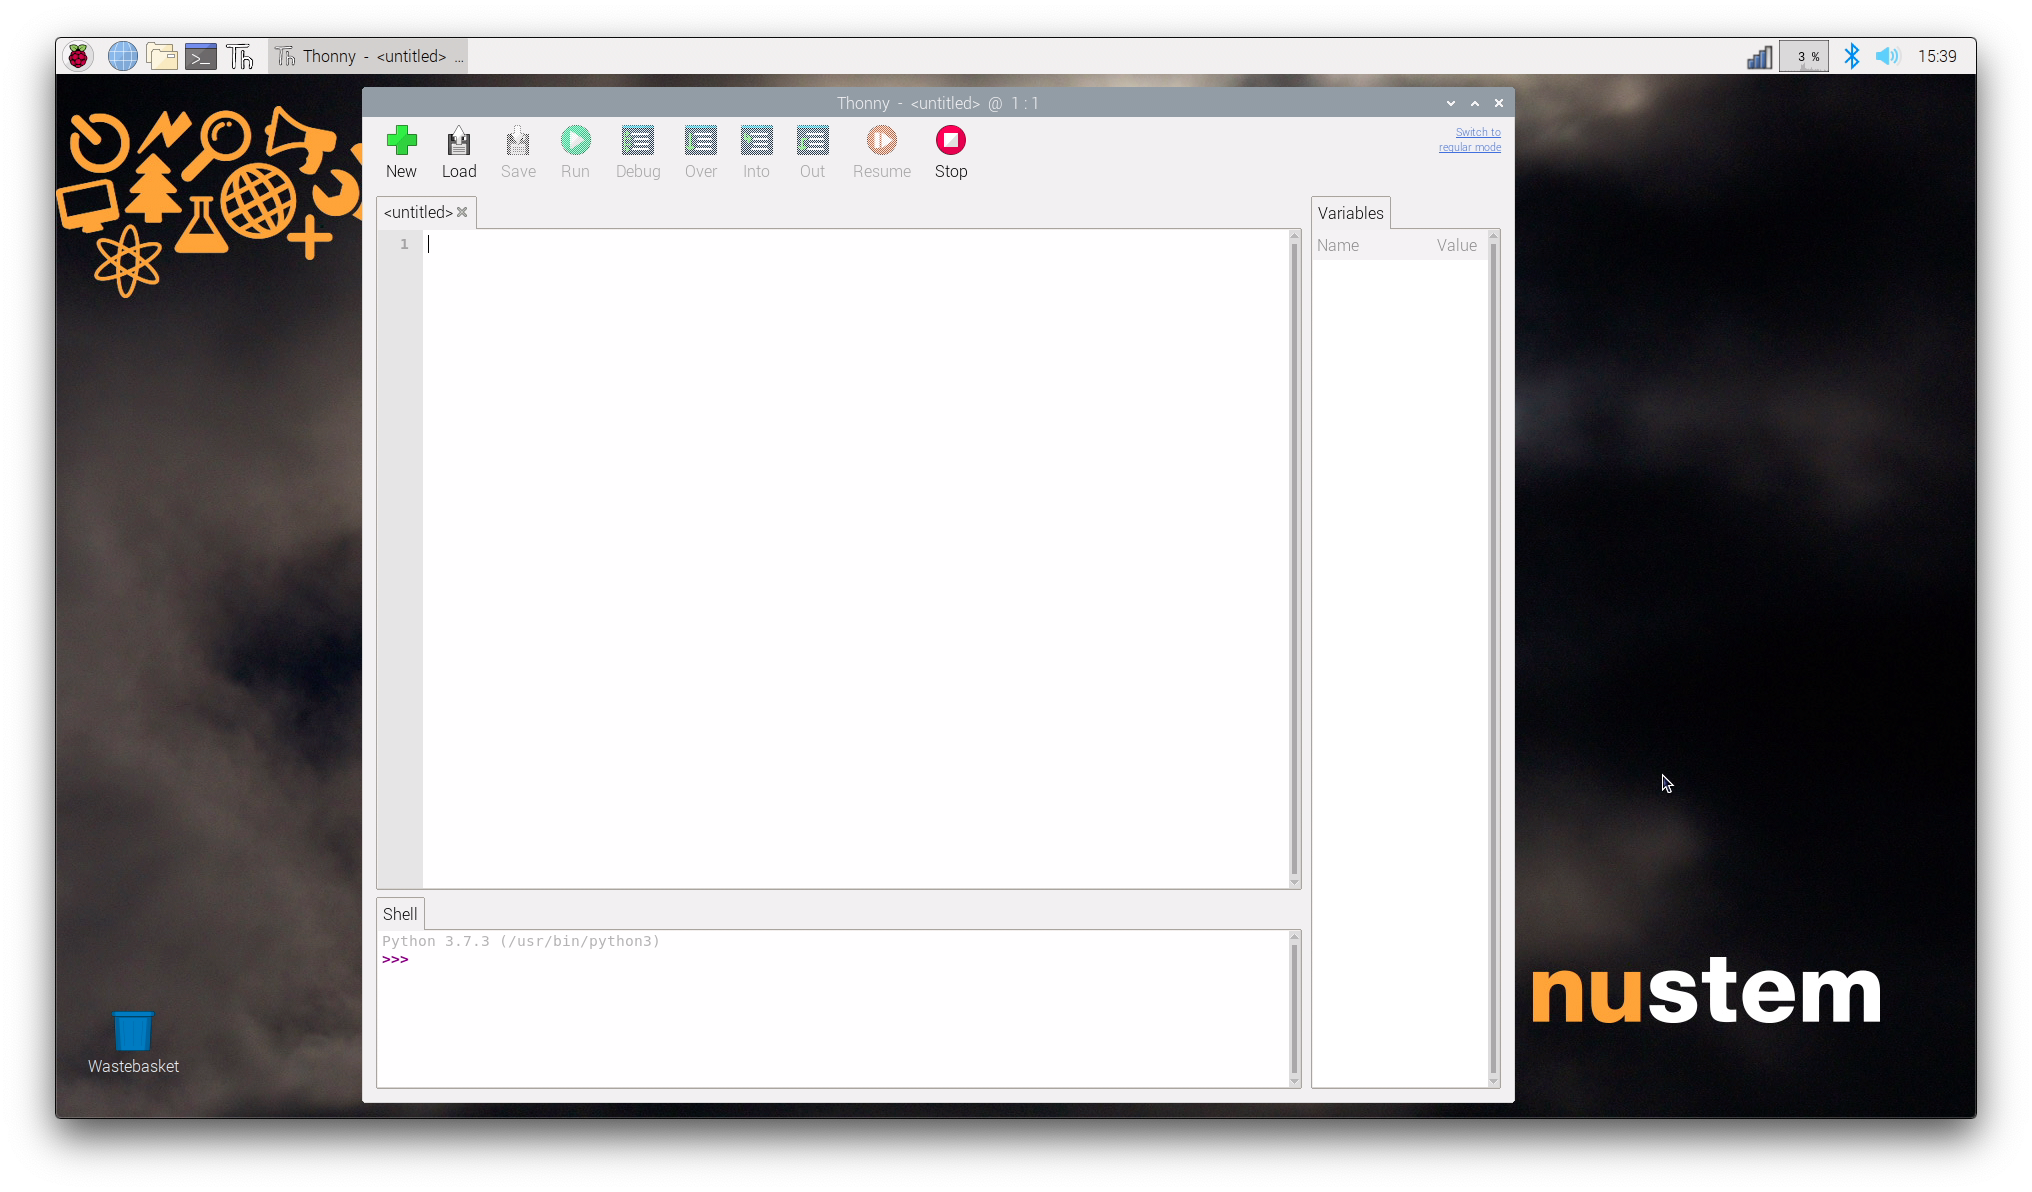 Thonny - <untitled> ...
3 %
15:39
Thonny - <untitled> @ 1 : 1
New
Load
Save
Run
Debug
Over
Into
Out
Resume
Stop
Switch to
regular mode
<untitled>
1
Variables
Name Value
Shell
Python 3.7.3 (/usr/bin/python3)
>>>
Wastebasket
nustem